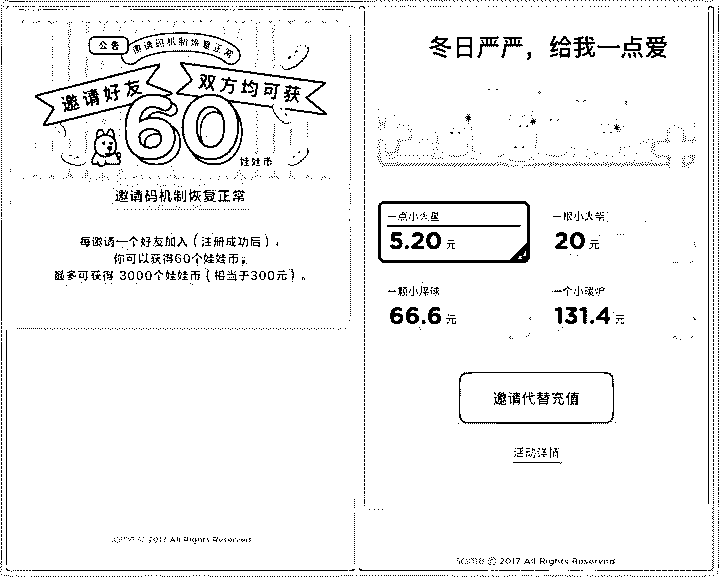 公告
邀请码机制恢复正常
邀请好友
双方均可获
60
娃娃币
邀请码机制恢复正常
每邀请一个好友加入（注册成功后），
你可以获得60个娃娃币；
最多可获得 3000个娃娃币（相当于300元）。
© 2017 All Rights Reserved
冬日严严，给我一点爱
一点小火星
5.20 元
一根小火柴
20 元
一颗小煤球
66.6 元
一个小暖炉
131.4 元
邀请代替充值
活动详情
© 2017 All Rights Reserved